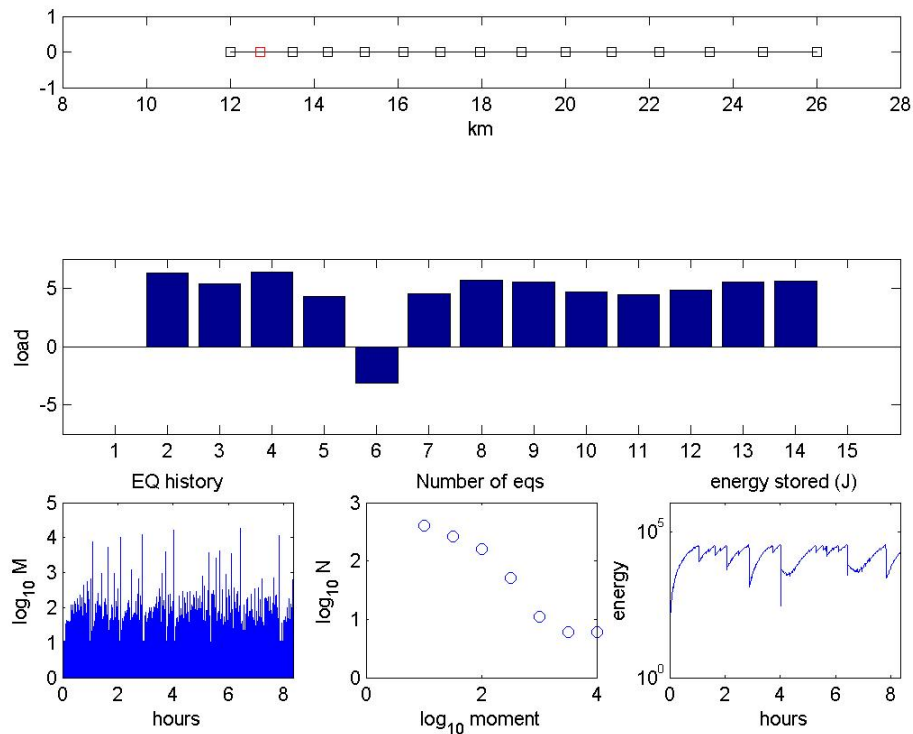 1
0
-1
8 10 12 14 16 18 20 22 24 26 28
km
5
0
-5
load
1 2 3 4 5 6 7 8 9 10 11 12 13 14 15
EQ history
5
4
3
2
1
0
log10 M
0 2 4 6 8
hours
Number of eqs
3
2
1
0
log10 N
0 2 4
log10 moment
energy stored (J)
10^5
10^0
energy
0 2 4 6 8
hours